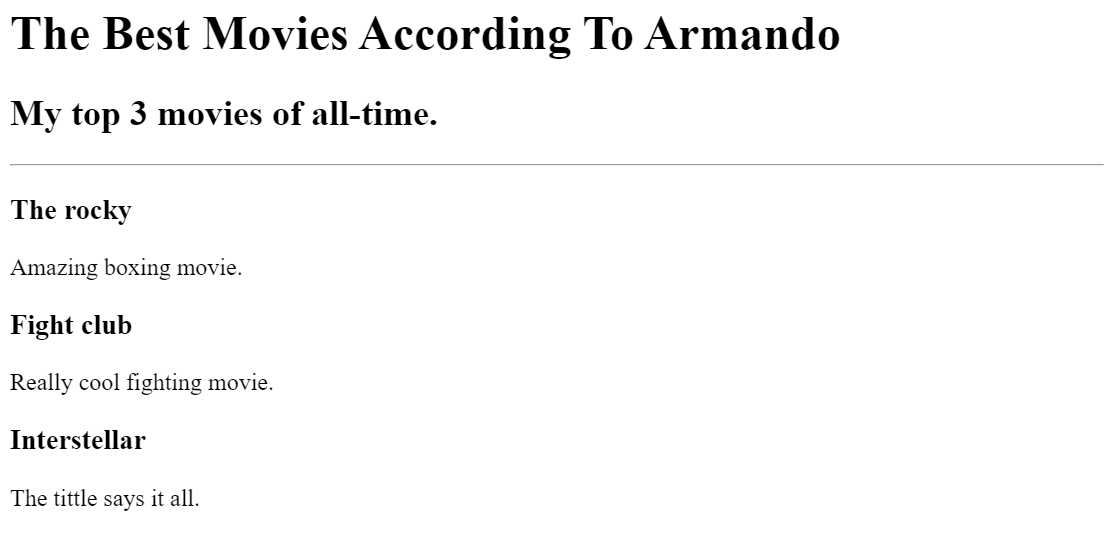 The Best Movies According To Armando
My top 3 movies of all-time.
The rocky
Amazing boxing movie.
Fight club
Really cool fighting movie.
Interstellar
The tittle says it all.